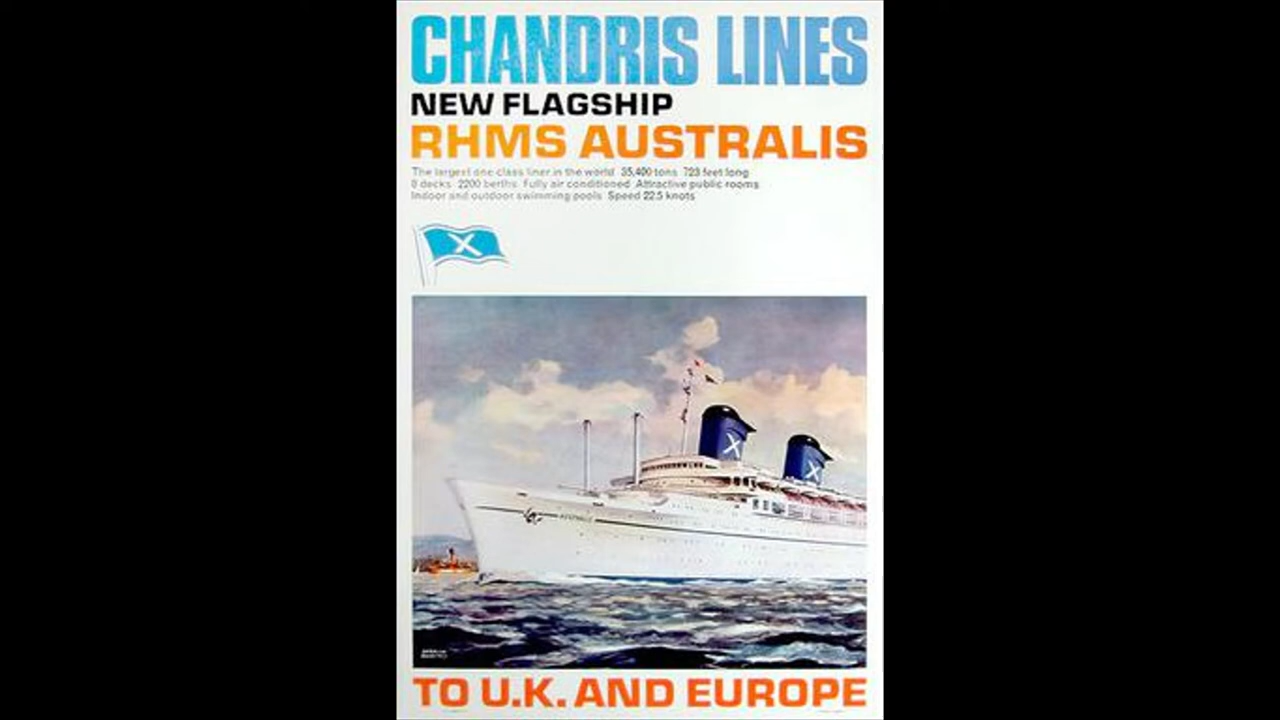 CHANDRIS LINES
NEW FLAGSHIP
RHMS AUSTRALIS
The largest one class liner in the world 35,400 tons 723 feet long
8 decks 2200 berths Fully air conditioned Attractive public rooms
Indoor and outdoor swimming pools Speed 22.5 knots
TO U.K. AND EUROPE